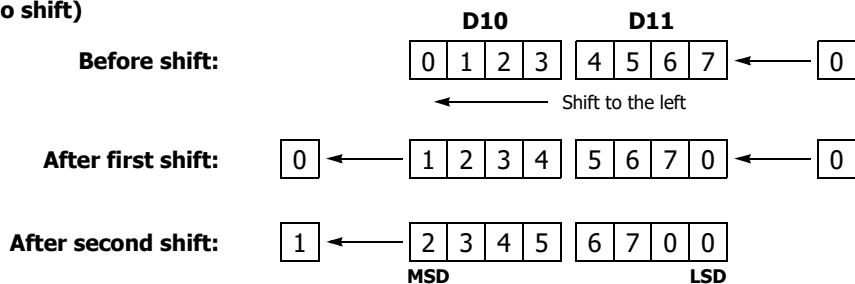 o shift)
D10 D11
Before shift: 0 1 2 3 4 5 6 7 0
Shift to the left
After first shift: 0 1 2 3 4 5 6 7 0 0
After second shift: 1 2 3 4 5 6 7 0 0
MSD LSD